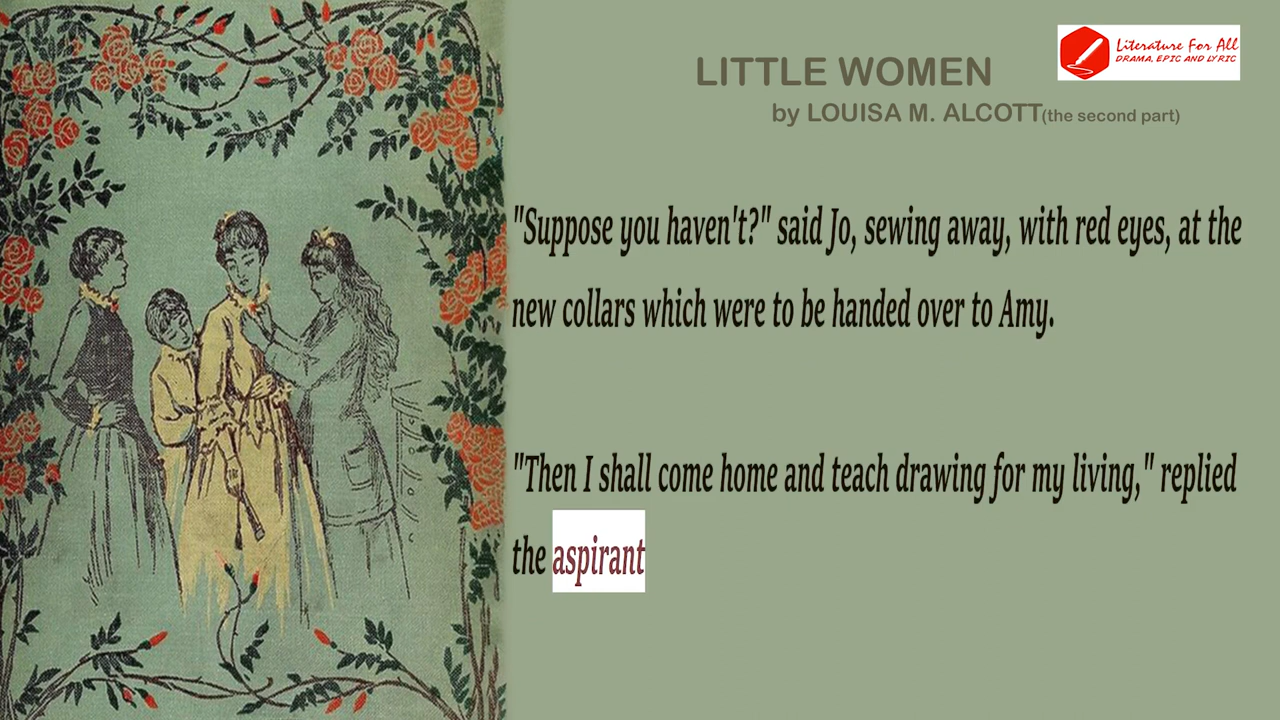 LITTLE WOMEN
by LOUISA M. ALCOTT(the second part)
Literature For All
DRAMA, EPIC AND LYRIC
"Suppose you haven't?" said Jo, sewing away, with red eyes, at the
new collars which were to be handed over to Amy.
"Then I shall come home and teach drawing for my living," replied
the aspirant